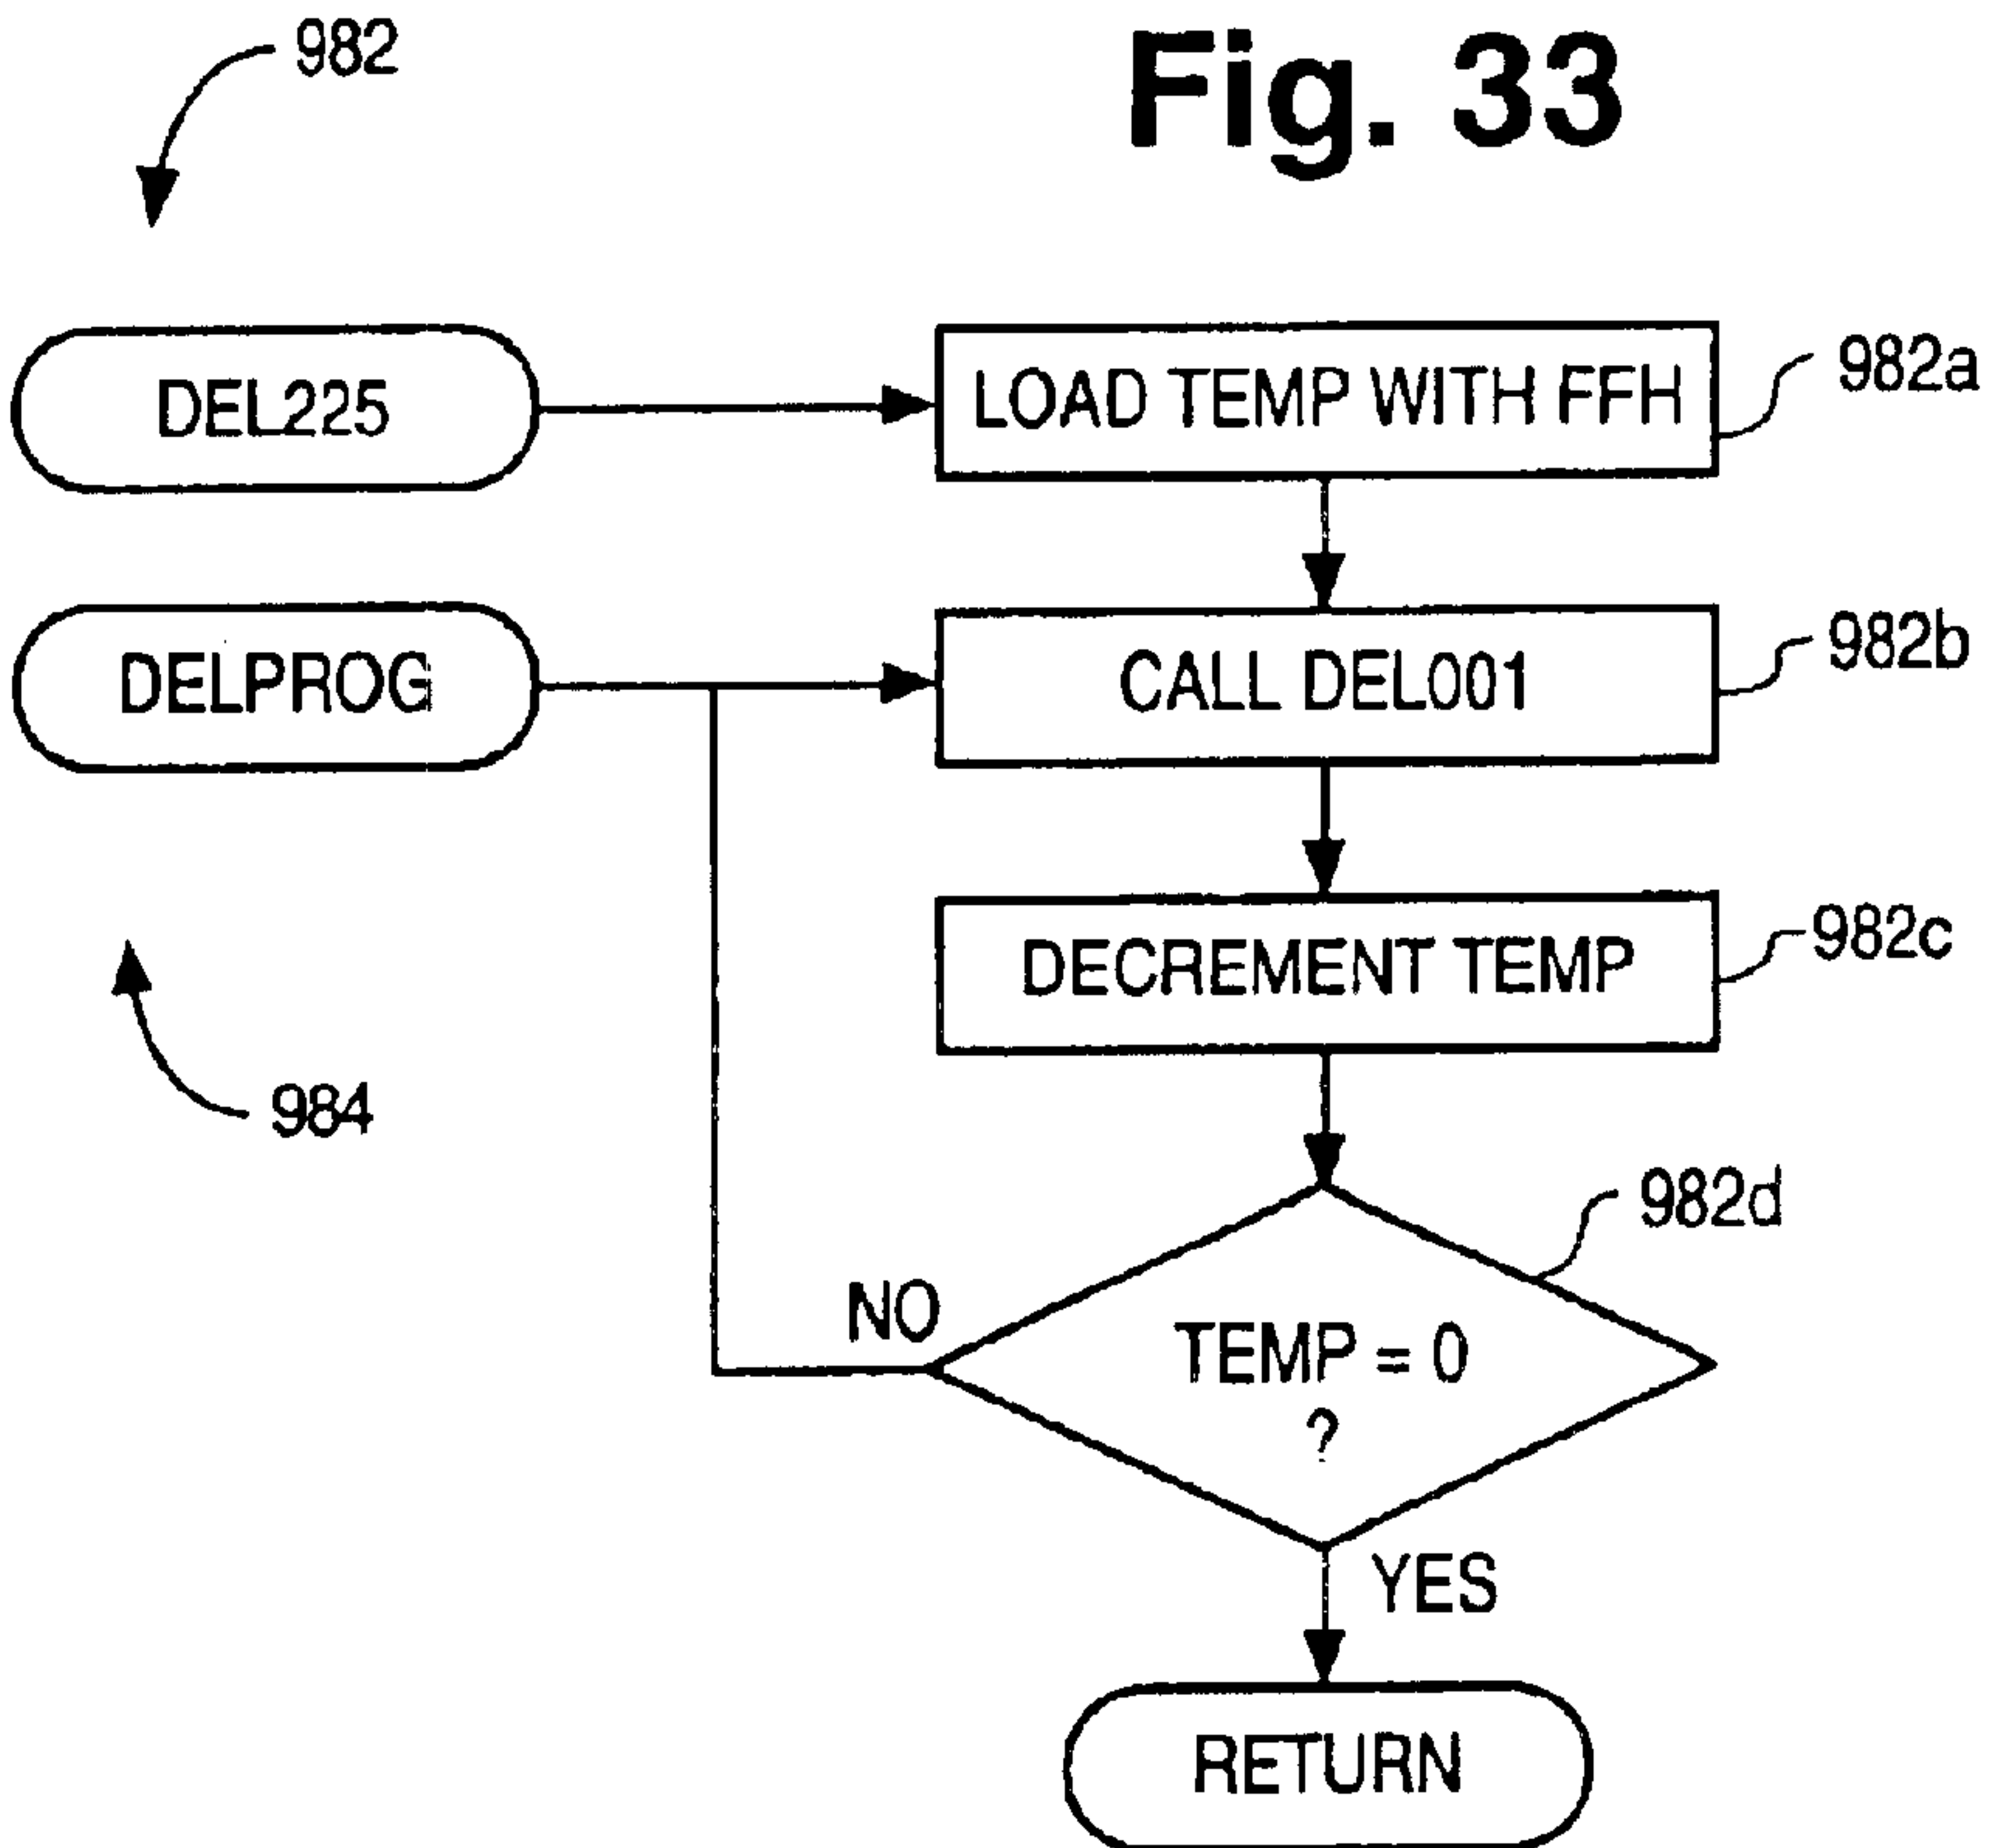 982
Fig. 33
DEL225
LOAD TEMP WITH FFH
982a
DELPROG
CALL DEL001
982b
DECREMENT TEMP
982c
984
982d
NO
TEMP = 0
?
YES
RETURN